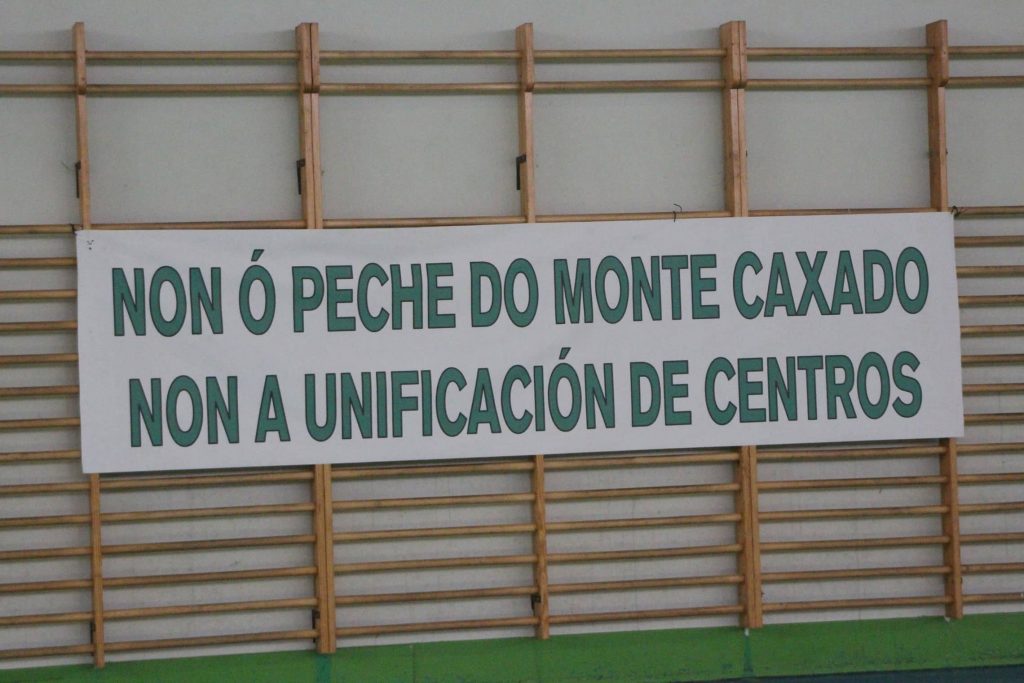 NON Ó PECHE DO MONTE CAXADO
NON A UNIFICACIÓN DE CENTROS